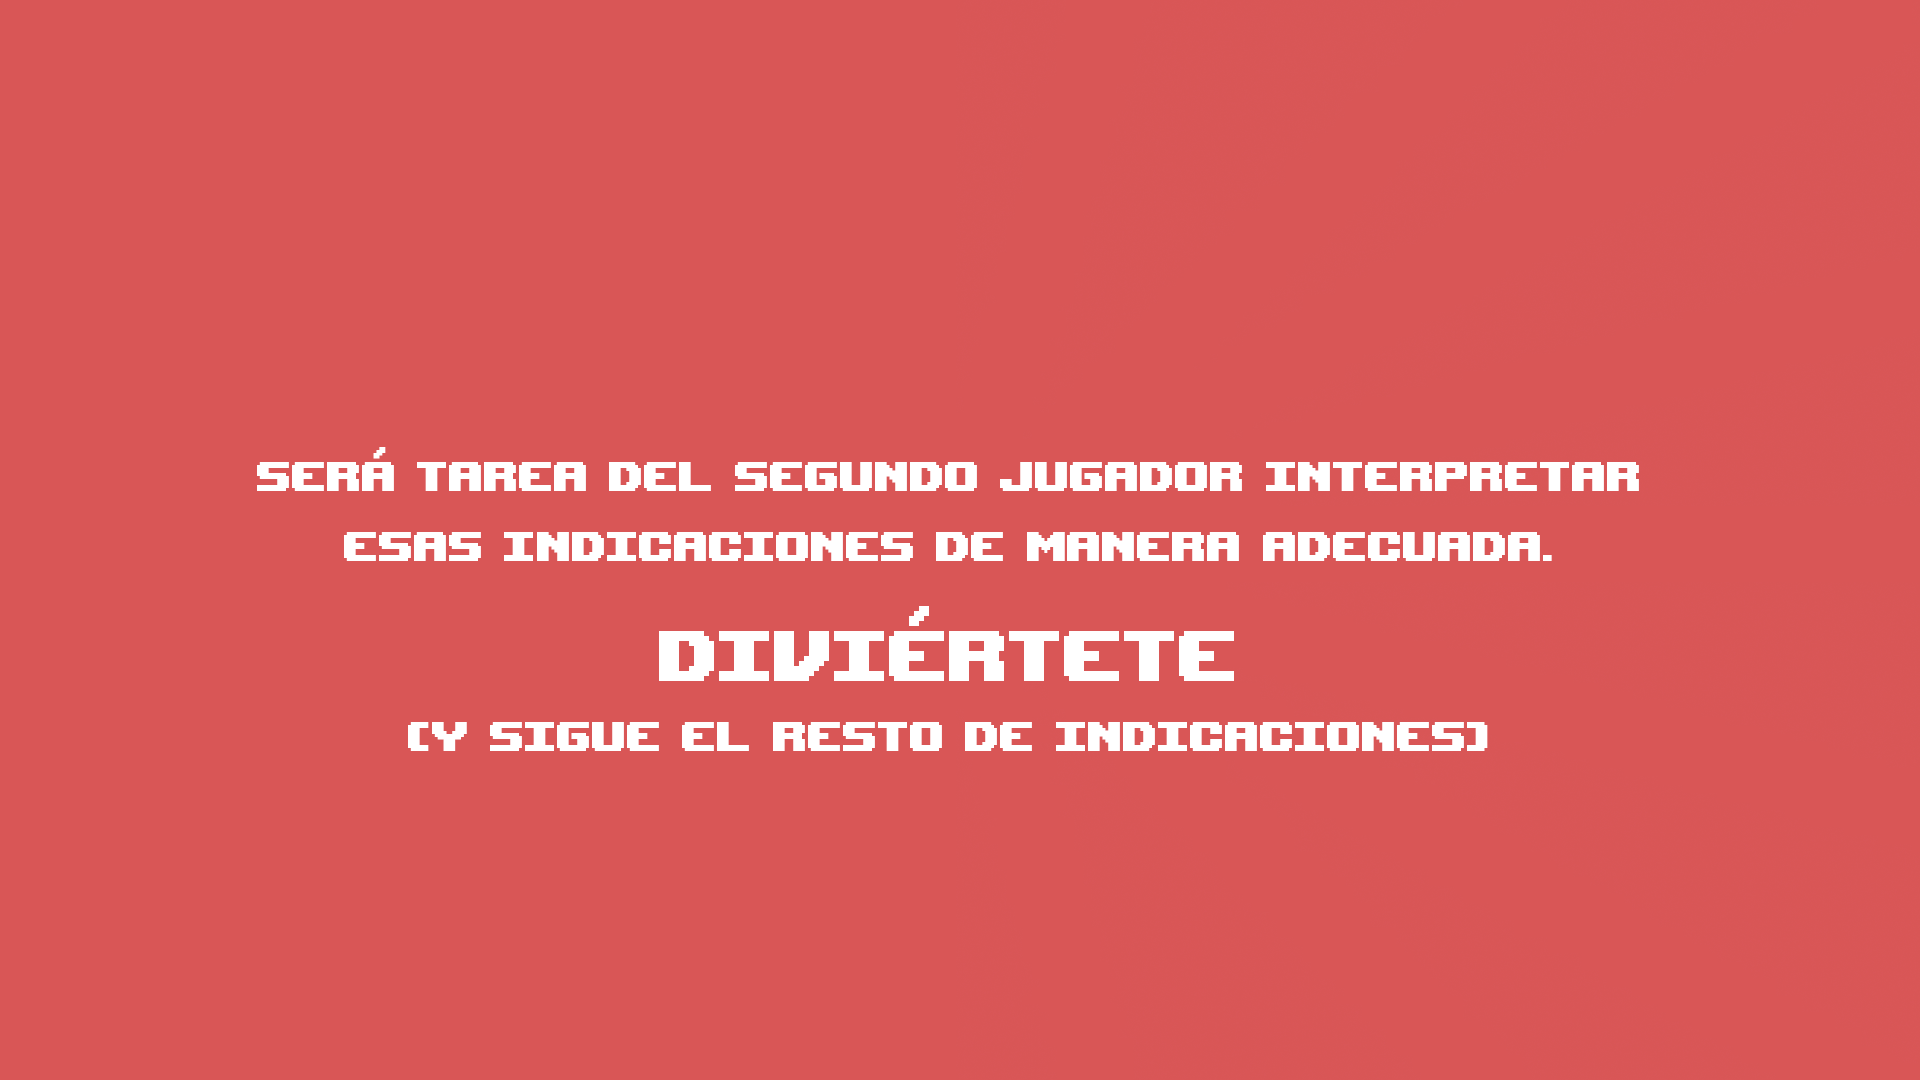 SERÁ TAREA DEL SEGUNDO JUGADOR INTERPRETAR
ESAS INDICACIONES DE MANERA ADECUADA.
DIVIÉRTETE
(Y SIGUE EL RESTO DE INDICACIONES)